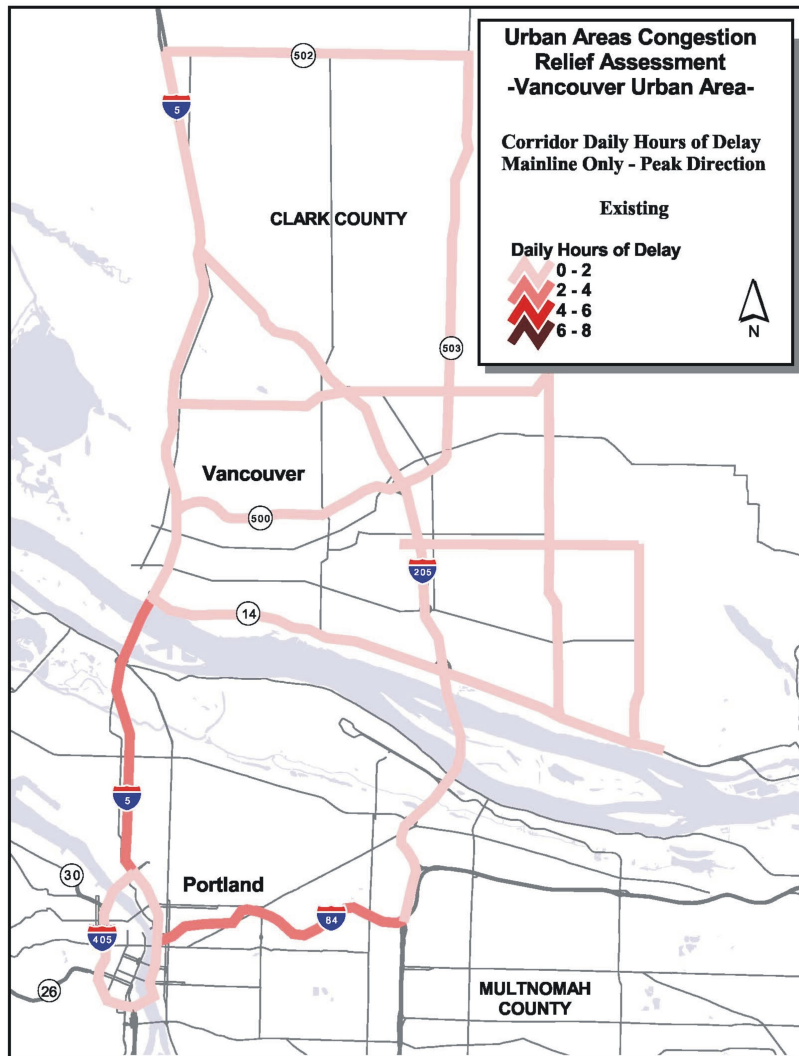 Urban Areas Congestion
Relief Assessment
-Vancouver Urban Area-
Corridor Daily Hours of Delay
Mainline Only - Peak Direction
Existing
Daily Hours of Delay
0 - 2
2 - 4
4 - 6
6 - 8
N
502
5
CLARK COUNTY
503
Vancouver
500
205
14
5
30
Portland
84
405
26
MULTNOMAH
COUNTY